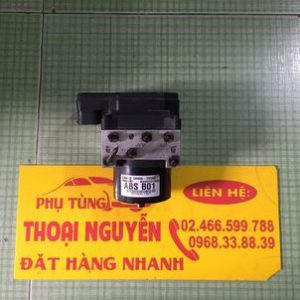 ABS B01
PHỤ TÙNG
THOẠI NGUYỄN
ĐẶT HÀNG NHANH
LIÊN HỆ:
02.466.599.788
0968.33.88.39